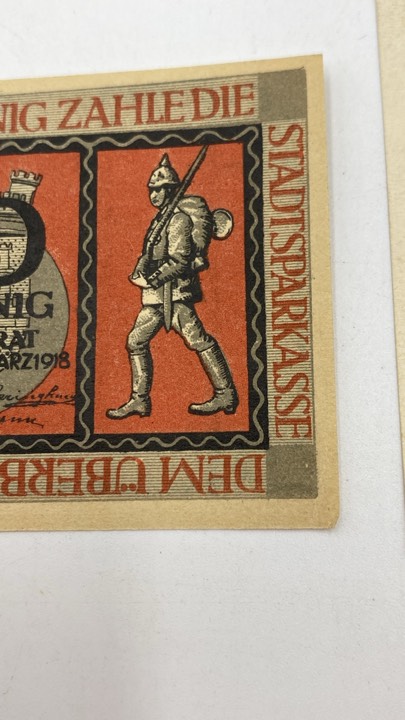 NIG ZAHLE DIE
STADTSPARKASSE
DEM ÜBERB
NIG
RAT
ÄRZ 1918